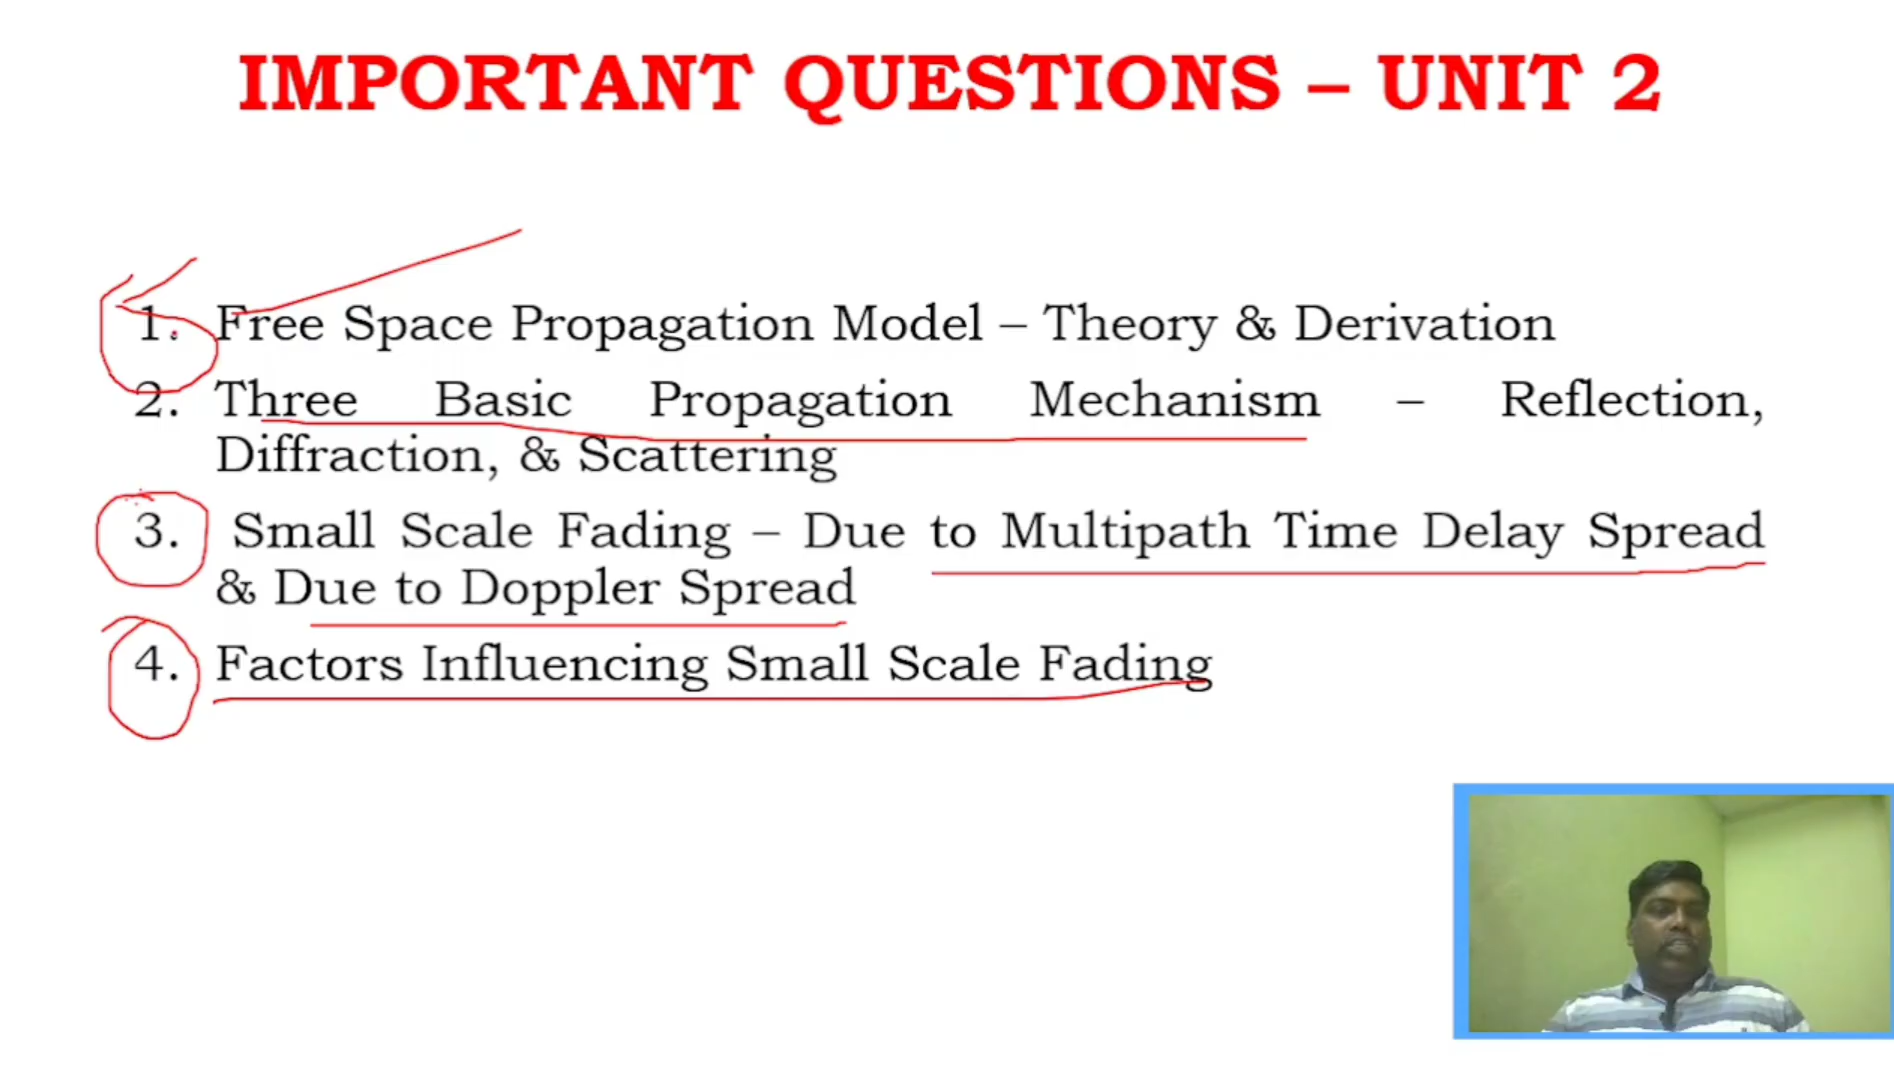 IMPORTANT QUESTIONS – UNIT 2
1. Free Space Propagation Model – Theory & Derivation
2. Three Basic Propagation Mechanism – Reflection,
Diffraction, & Scattering
3. Small Scale Fading – Due to Multipath Time Delay Spread
& Due to Doppler Spread
4. Factors Influencing Small Scale Fading